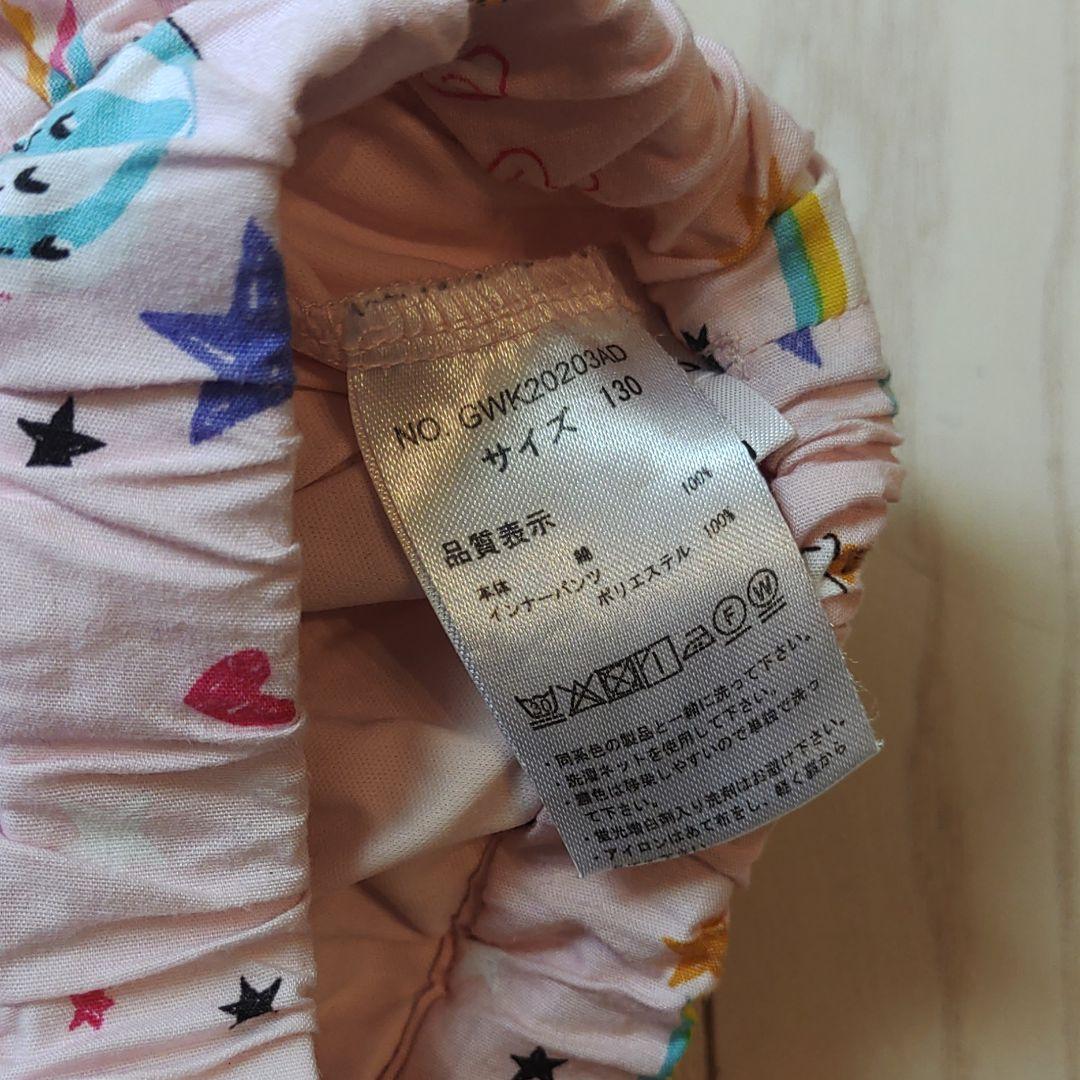 NO GWK20203AD
サイズ 130
品質表示
本体 綿 100%
インナーパンツ
ポリエステル 100%
30 F W
・同系色の製品と一緒に洗って下さい。
・洗濯ネットを使用して下さい。
・濃色は移染しやすいので単独で洗っ
て下さい。
・蛍光増白剤入り洗剤はお避け下さい。
・アイロンはあて布をし、軽く裏から